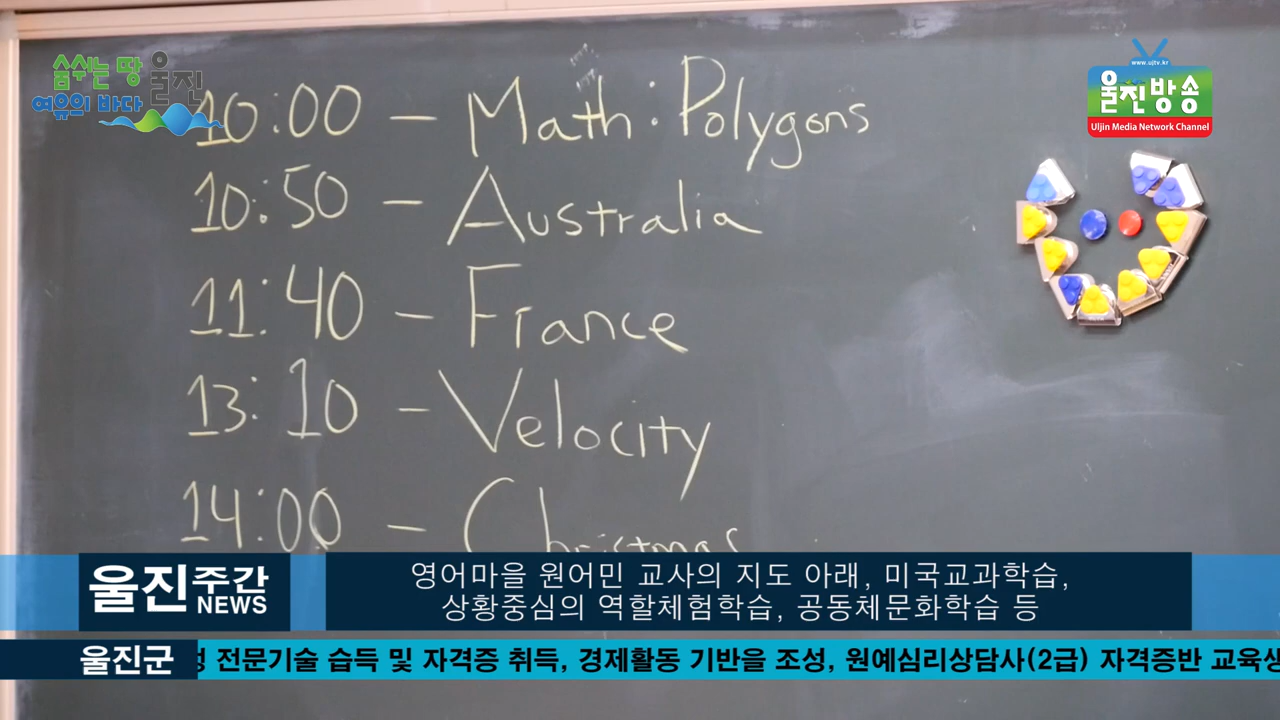 숨쉬는 땅 울진
여유의 바다
www.ujtv.kr
울진방송
Uljin Media Network Channel
10:00 - Math: Polygons
10:50 - Australia
11:40 - France
13:10 - Velocity
14:00 - Christmas
울진주간
NEWS
영어마을 원어민 교사의 지도 아래, 미국교과학습,
상황중심의 역할체험학습, 공동체문화학습 등
울진군
전문기술 습득 및 자격증 취득, 경제활동 기반을 조성, 원예심리상담사(2급) 자격증반 교육생